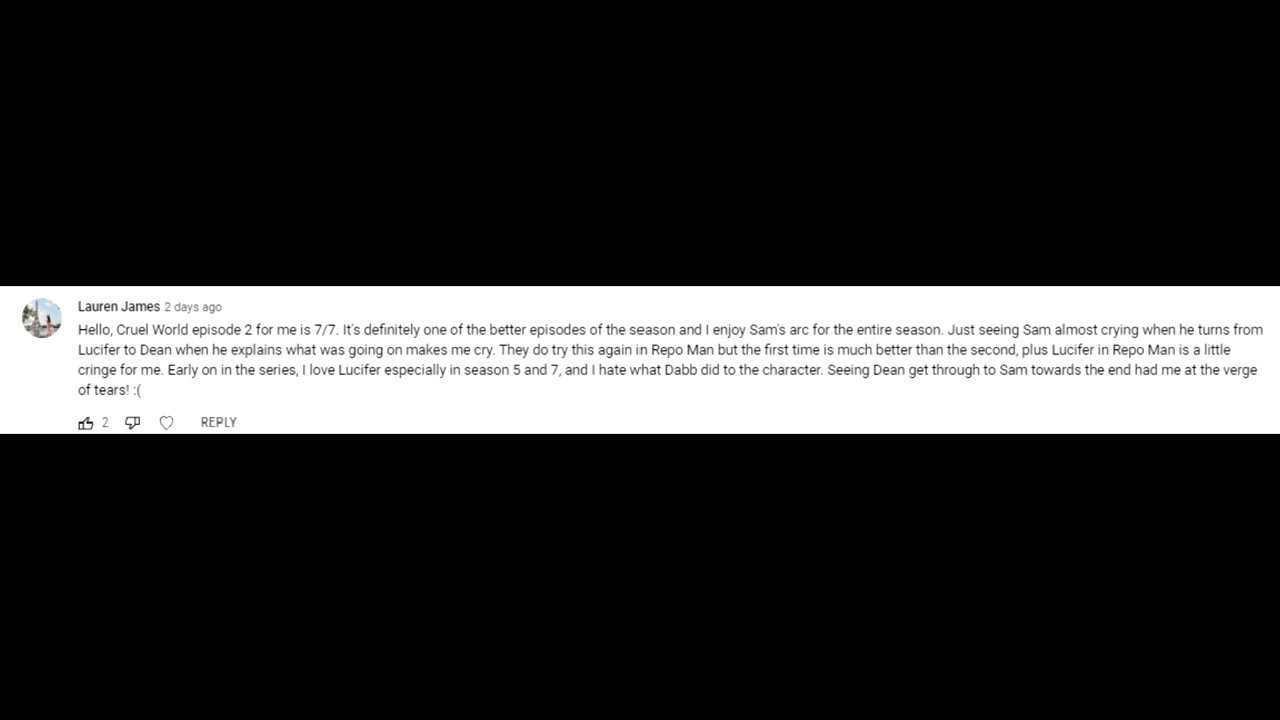 Lauren James 2 days ago
Hello, Cruel World episode 2 for me is 7/7. It's definitely one of the better episodes of the season and I enjoy Sam's arc for the entire season. Just seeing Sam almost crying when he turns from
Lucifer to Dean when he explains what was going on makes me cry. They do try this again in Repo Man but the first time is much better than the second, plus Lucifer in Repo Man is a little
cringe for me. Early on in the series, I love Lucifer especially in season 5 and 7, and I hate what Dabb did to the character. Seeing Dean get through to Sam towards the end had me at the verge
of tears! :(
2 REPLY